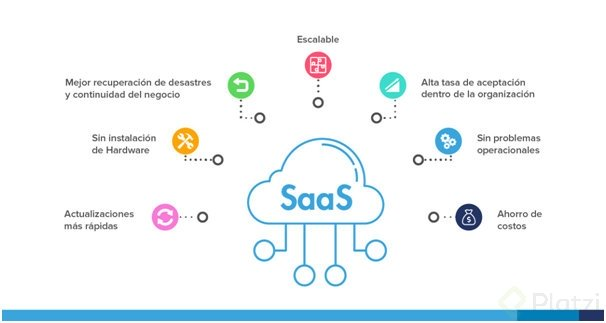 Escalable
Mejor recuperación de desastres
y continuidad del negocio
Alta tasa de aceptación
dentro de la organización
Sin instalación
de Hardware
Sin problemas
operacionales
SaaS
Actualizaciones
más rápidas
Ahorro de
costos
Platzi